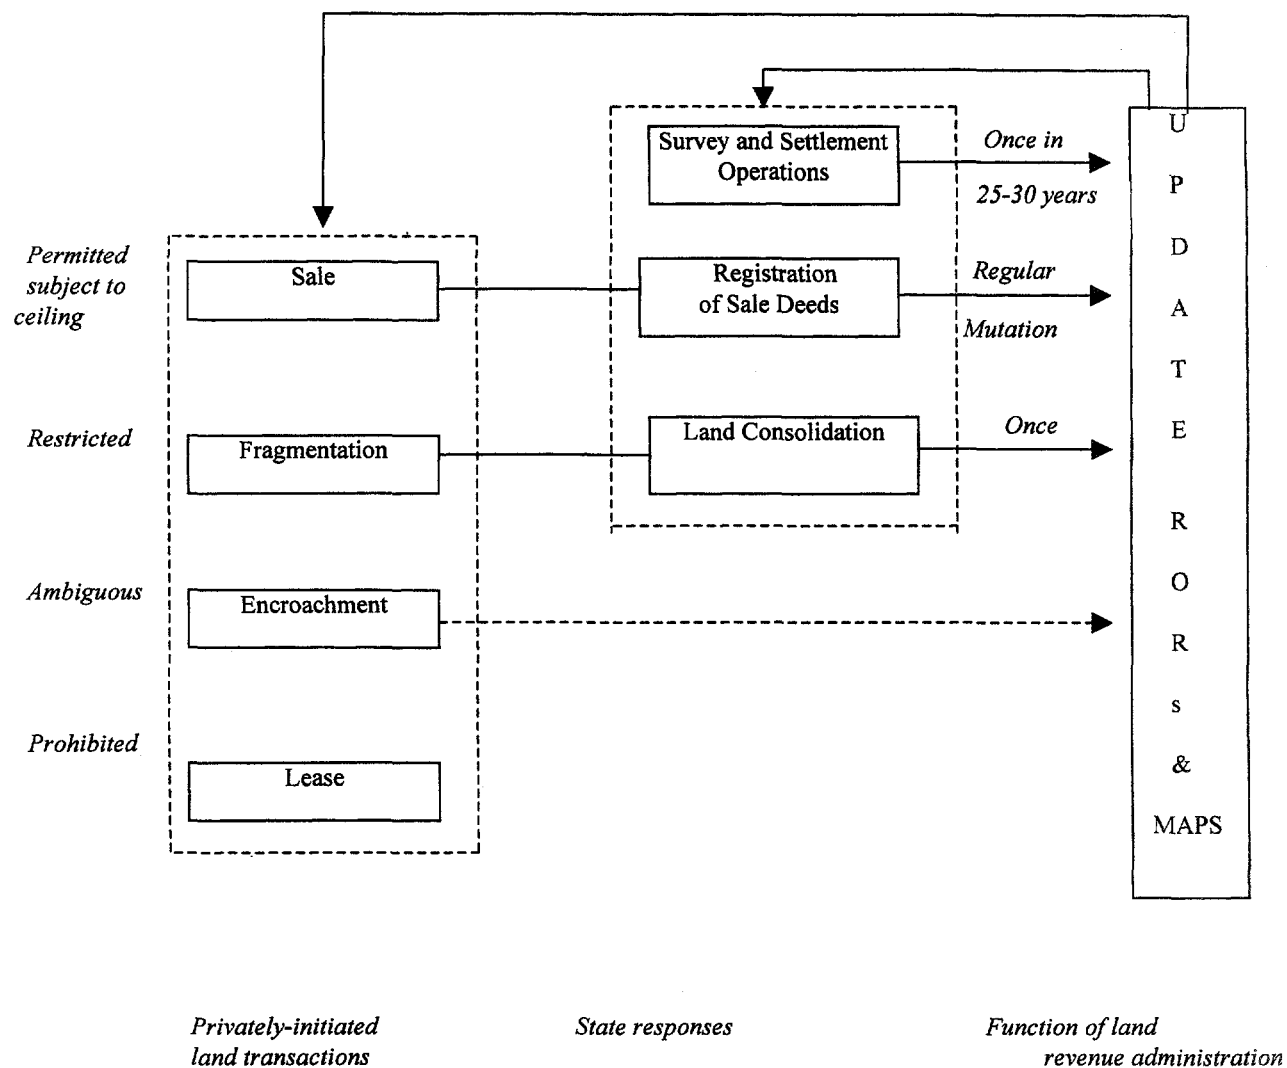 Survey and Settlement
Operations
Once in
25-30 years
Permitted
subject to
ceiling
Sale
Registration
of Sale Deeds
Regular
Mutation
Restricted
Fragmentation
Land Consolidation
Once
Ambiguous
Encroachment
Prohibited
Lease
U
P
D
A
T
E
R
O
R
s
&
MAPS
Privately-initiated
land transactions
State responses
Function of land
revenue administration